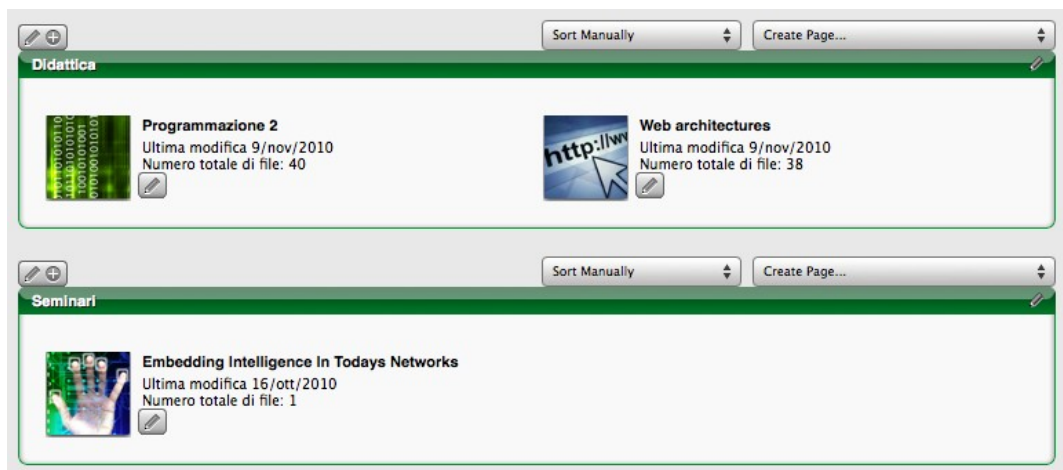 Sort Manually
Create Page...
Didattica
Programmazione 2
Ultima modifica 9/nov/2010
Numero totale di file: 40
http://ww
Web architectures
Ultima modifica 9/nov/2010
Numero totale di file: 38
Sort Manually
Create Page...
Seminari
Embedding Intelligence In Todays Networks
Ultima modifica 16/ott/2010
Numero totale di file: 1